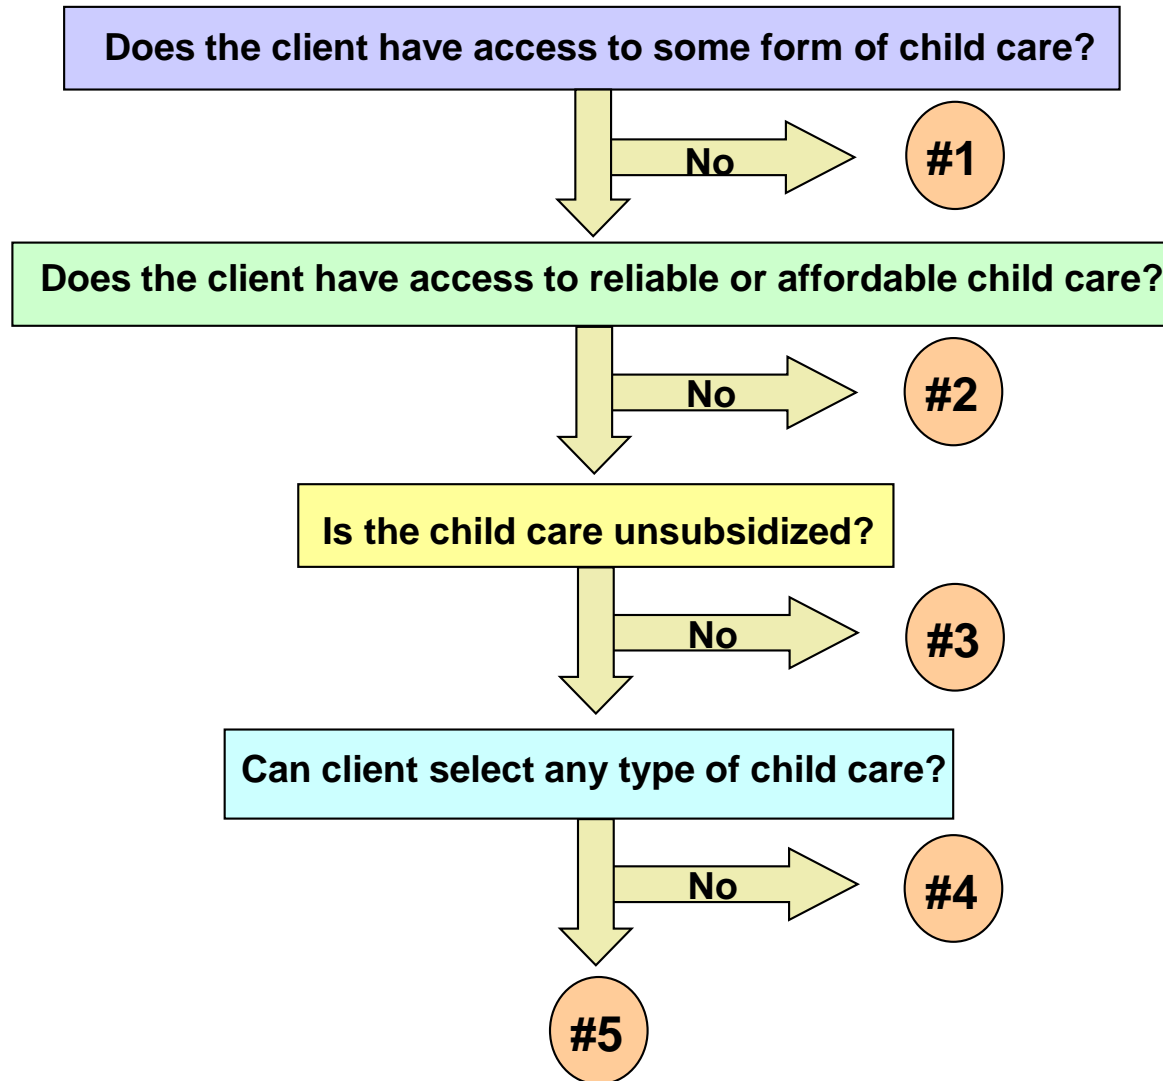 Does the client have access to some form of child care?
No
#1
Does the client have access to reliable or affordable child care?
No
#2
Is the child care unsubsidized?
No
#3
Can client select any type of child care?
No
#4
#5